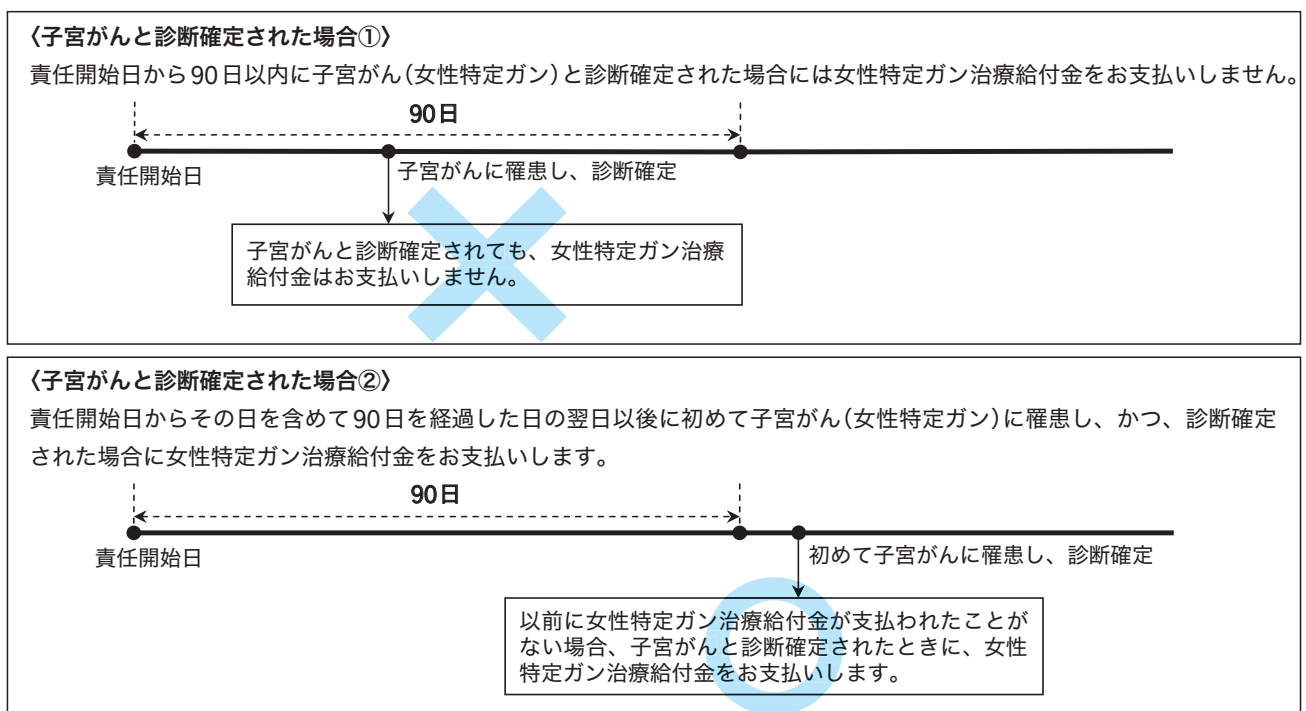 〈子宮がんと診断確定された場合①〉
責任開始日から90日以内に子宮がん（女性特定ガン）と診断確定された場合には女性特定ガン治療給付金をお支払いしません。
90日
責任開始日
子宮がんに罹患し、診断確定
子宮がんと診断確定されても、女性特定ガン治療
給付金はお支払いしません。
〈子宮がんと診断確定された場合②〉
責任開始日からその日を含めて90日を経過した日の翌日以後に初めて子宮がん（女性特定ガン）に罹患し、かつ、診断確定
された場合に女性特定ガン治療給付金をお支払いします。
90日
責任開始日
初めて子宮がんに罹患し、診断確定
以前に女性特定ガン治療給付金が支払われたことが
ない場合、子宮がんと診断確定されたときに、女性
特定ガン治療給付金をお支払いします。